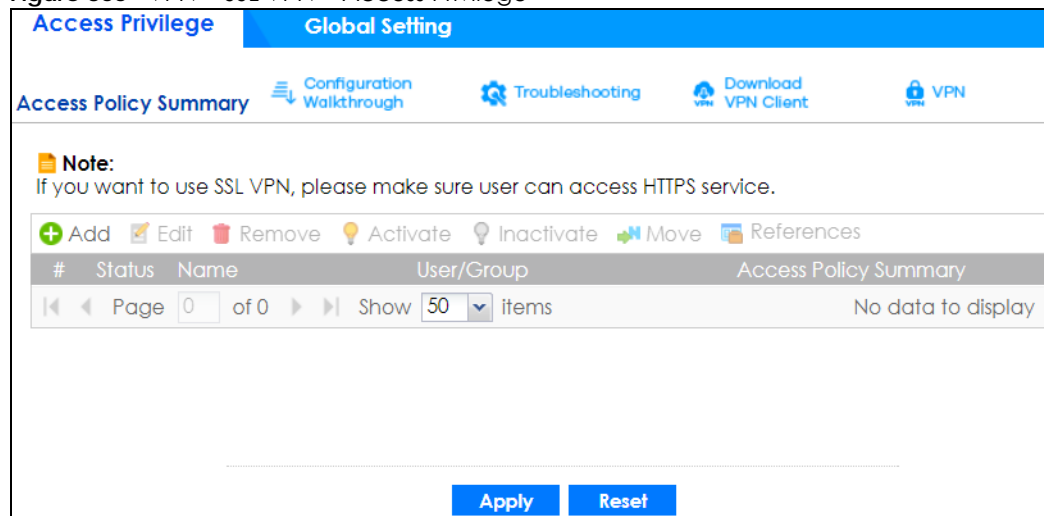 Access Privilege Global Setting
Access Policy Summary Configuration Walkthrough Troubleshooting Download VPN Client VPN
Note:
If you want to use SSL VPN, please make sure user can access HTTPS service.
Add Edit Remove Activate Inactivate Move References
# Status Name User/Group Access Policy Summary
Page 0 of 0 Show 50 items No data to display
Apply Reset